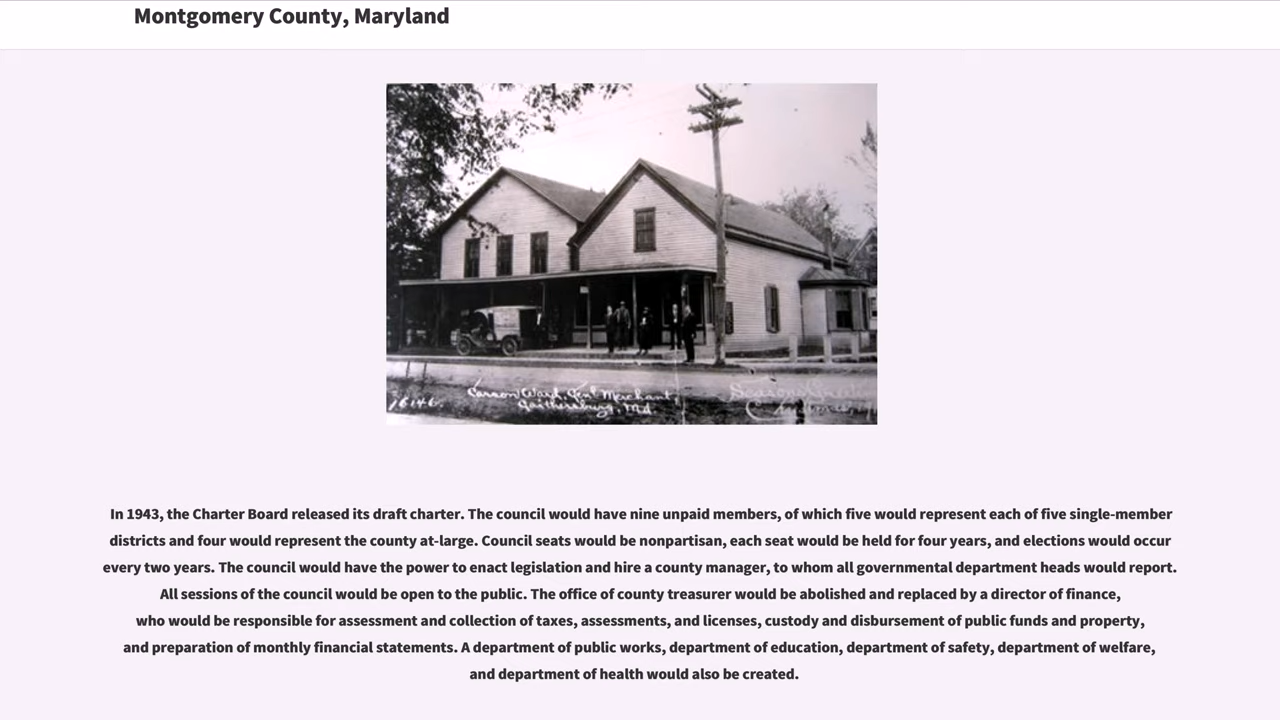 Montgomery County, Maryland
Carson Ward, Gen'l Merchant,
Gaithersburg, Md.
In 1943, the Charter Board released its draft charter. The council would have nine unpaid members, of which five would represent each of five single-member
districts and four would represent the county at-large. Council seats would be nonpartisan, each seat would be held for four years, and elections would occur
every two years. The council would have the power to enact legislation and hire a county manager, to whom all governmental department heads would report.
All sessions of the council would be open to the public. The office of county treasurer would be abolished and replaced by a director of finance,
who would be responsible for assessment and collection of taxes, assessments, and licenses, custody and disbursement of public funds and property,
and preparation of monthly financial statements. A department of public works, department of education, department of safety, department of welfare,
and department of health would also be created.